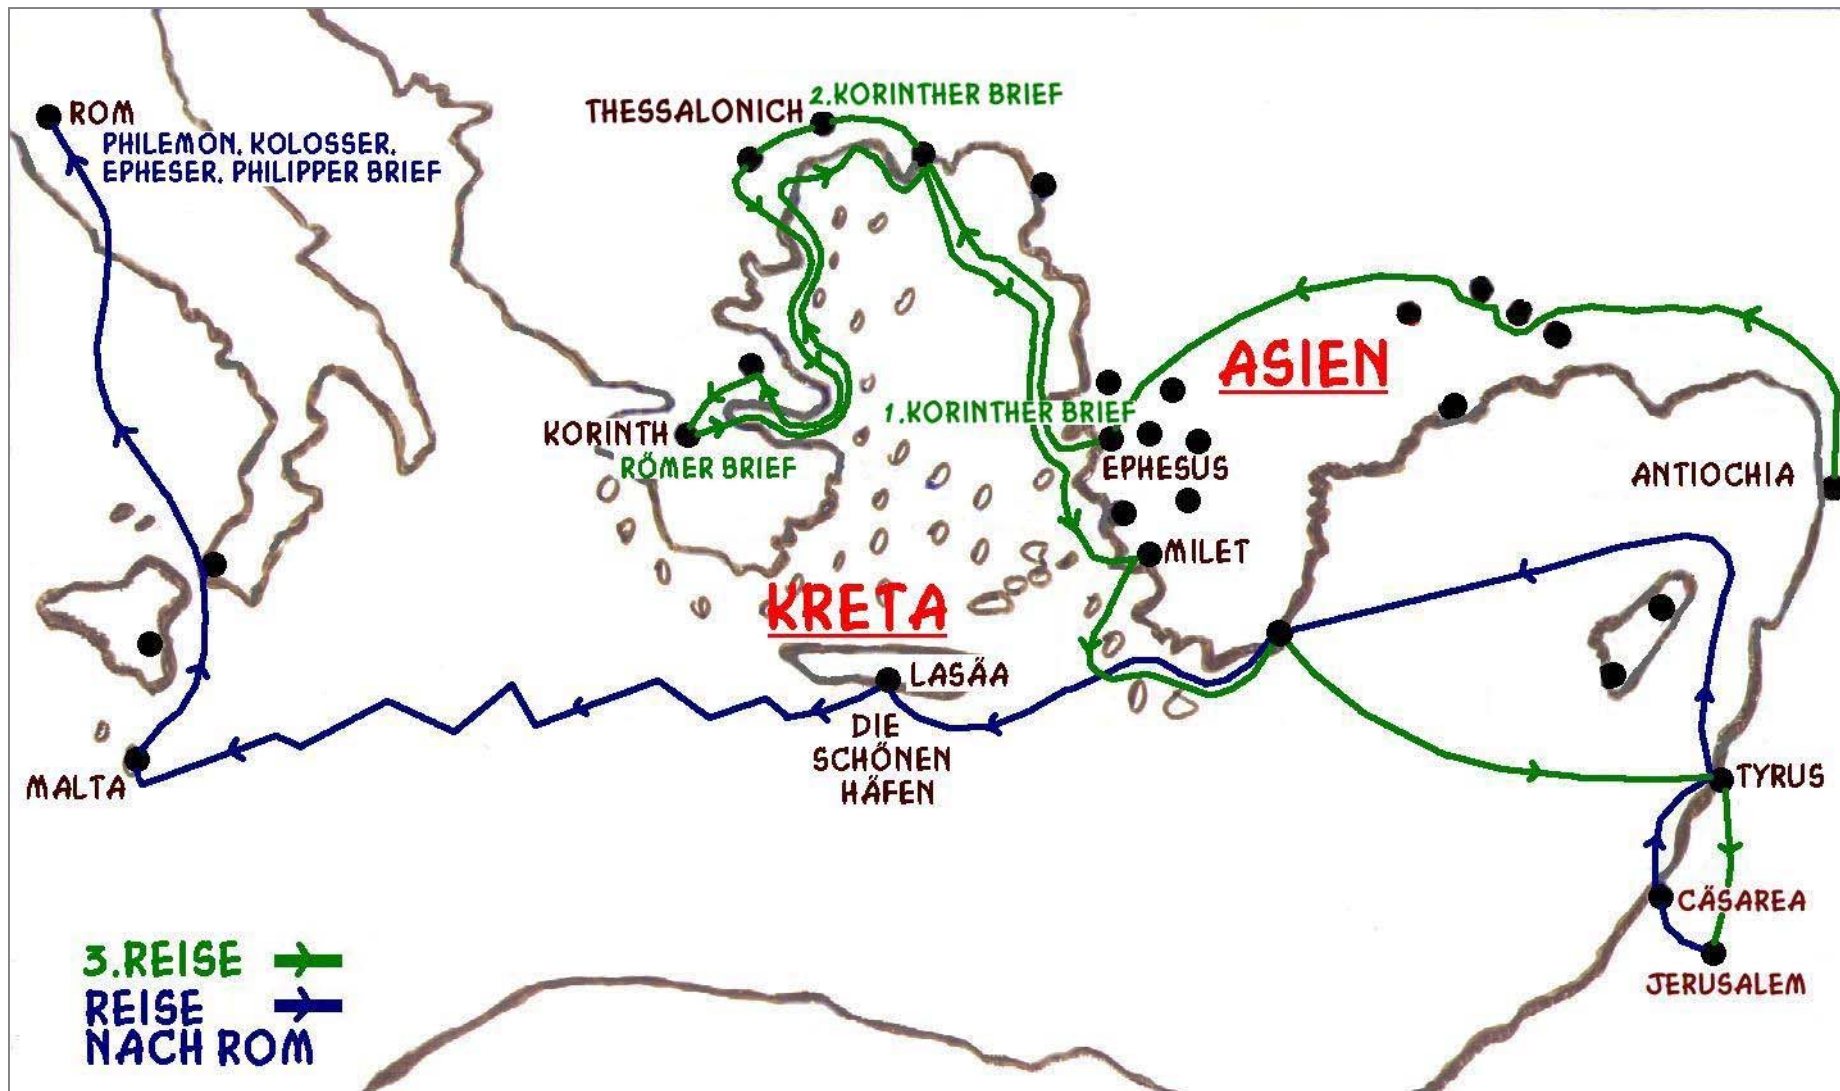 ROM
PHILEMON, KOLOSSER,
EPHESER, PHILIPPER BRIEF
THESSALONICH
2.KORINTHER BRIEF
ASIEN
1.KORINTHER BRIEF
KORINTH
RÖMER BRIEF
EPHESUS
ANTIOCHIA
MILET
KRETA
LASÄA
DIE
SCHÖNEN
HÄFEN
MALTA
TYRUS
CÄSAREA
JERUSALEM
3.REISE
REISE
NACH ROM